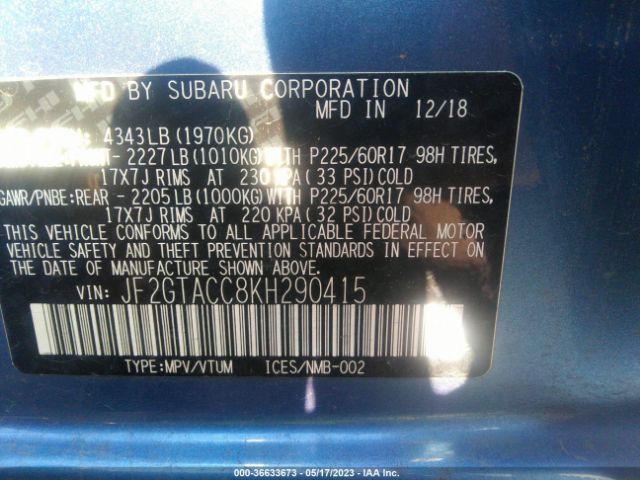 MFD BY SUBARU CORPORATION
MFD IN 12/18
4343LB (1970KG)
- 2227 LB (1010KG) WITH P225/60R17 98H TIRES,
17X7J RIMS AT 230 KPA (33 PSI) COLD
GAWR/PNBE:REAR - 2205 LB (1000KG) WITH P225/60R17 98H TIRES,
17X7J RIMS AT 220 KPA (32 PSI) COLD
THIS VEHICLE CONFORMS TO ALL APPLICABLE FEDERAL MOTOR
VEHICLE SAFETY AND THEFT PREVENTION STANDARDS IN EFFECT ON
THE DATE OF MANUFACTURE SHOWN ABOVE.
VIN: JF2GTACC8KH290415
TYPE:MPV/VTUM ICES/NMB-002
000-36633673 - 05/17/2023 - IAA Inc.